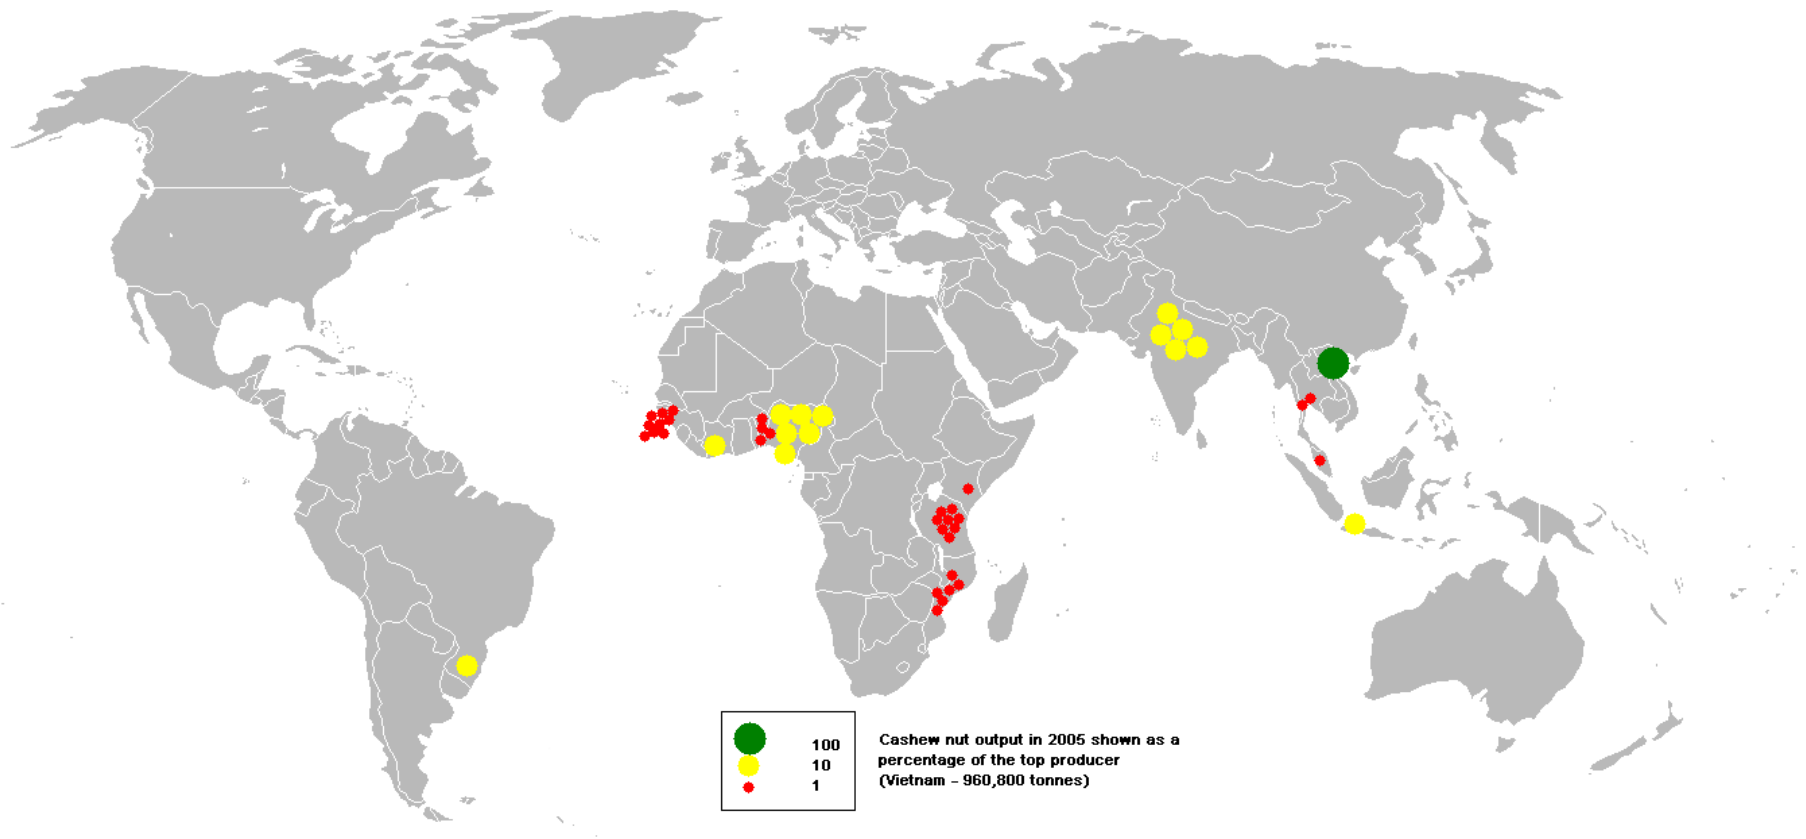 100
10
1
Cashew nut output in 2005 shown as a
percentage of the top producer
(Vietnam - 960,800 tonnes)